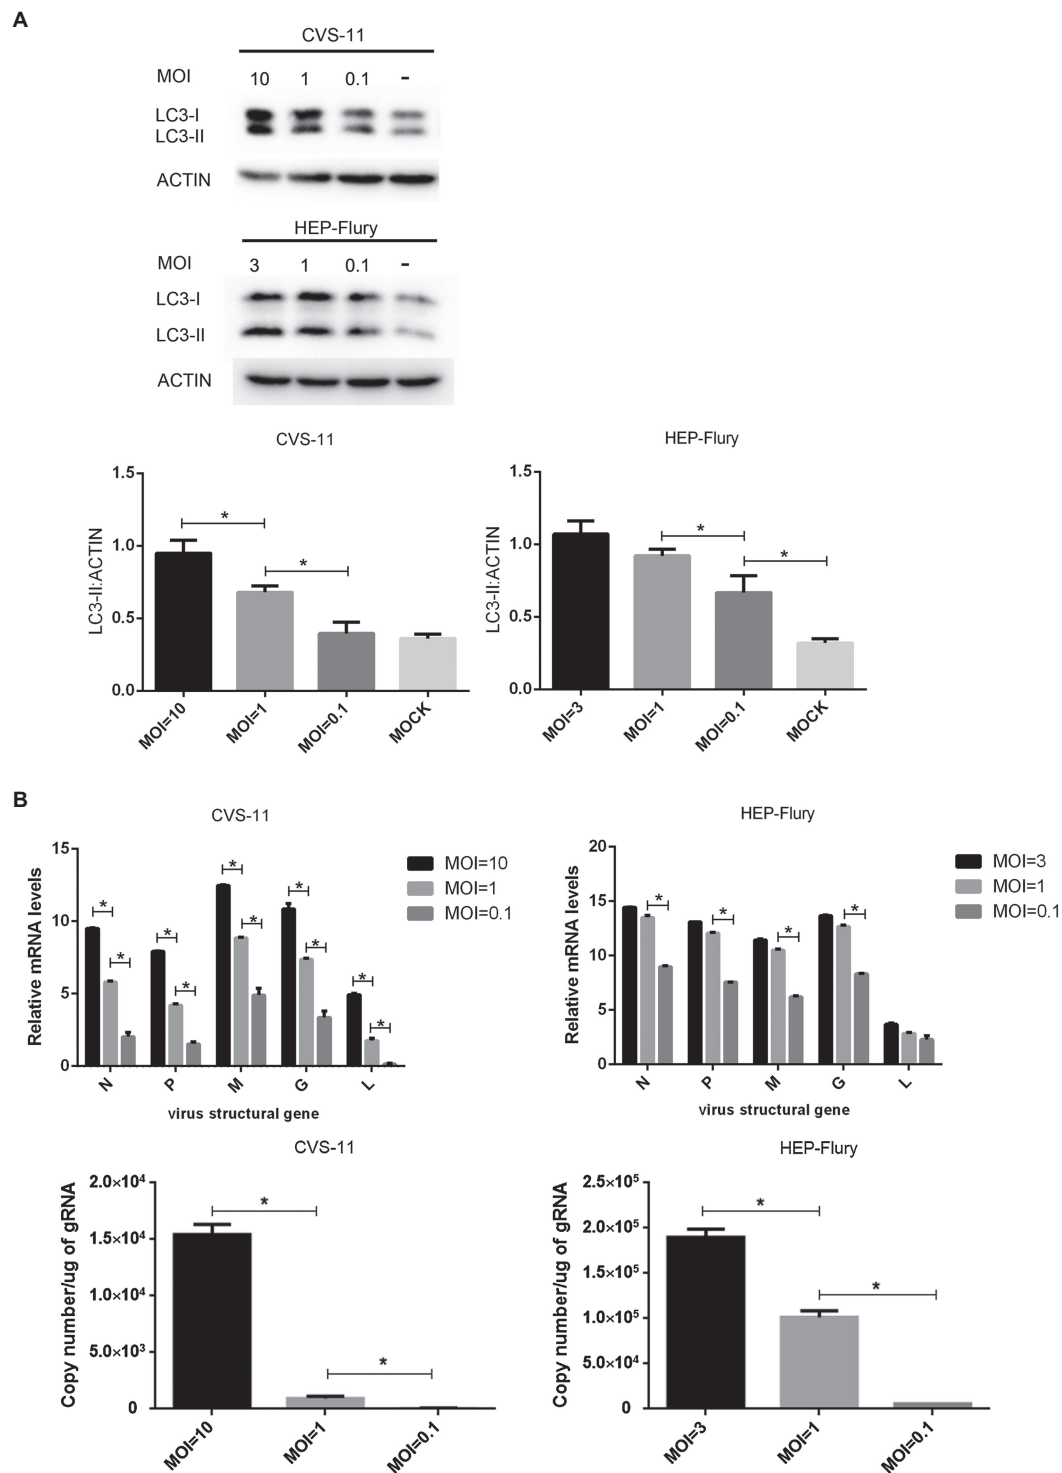 A
CVS-11
MOI 10 1 0.1 -
LC3-I
LC3-II
ACTIN
HEP-Flury
MOI 3 1 0.1 -
LC3-I
LC3-II
ACTIN
CVS-11
LC3-II:ACTIN
1.5
1.0
0.5
0.0
* *
MOI=10 MOI=1 MOI=0.1 MOCK
HEP-Flury
LC3-II:ACTIN
1.5
1.0
0.5
0.0
* *
MOI=3 MOI=1 MOI=0.1 MOCK
B
CVS-11
Relative mRNA levels
15
10
5
0
* * * * * * * * * *
N P M G L
virus structural gene
MOI=10
MOI=1
MOI=0.1
HEP-Flury
Relative mRNA levels
20
15
10
5
0
* * * *
N P M G L
virus structural gene
MOI=3
MOI=1
MOI=0.1
CVS-11
Copy number/ug of gRNA
2.0×10⁴
1.5×10⁴
1.0×10⁴
5.0×10³
0
* *
MOI=10 MOI=1 MOI=0.1
HEP-Flury
Copy number/ug of gRNA
2.5×10⁵
2.0×10⁵
1.5×10⁵
1.0×10⁵
5.0×10⁴
0
* *
MOI=3 MOI=1 MOI=0.1